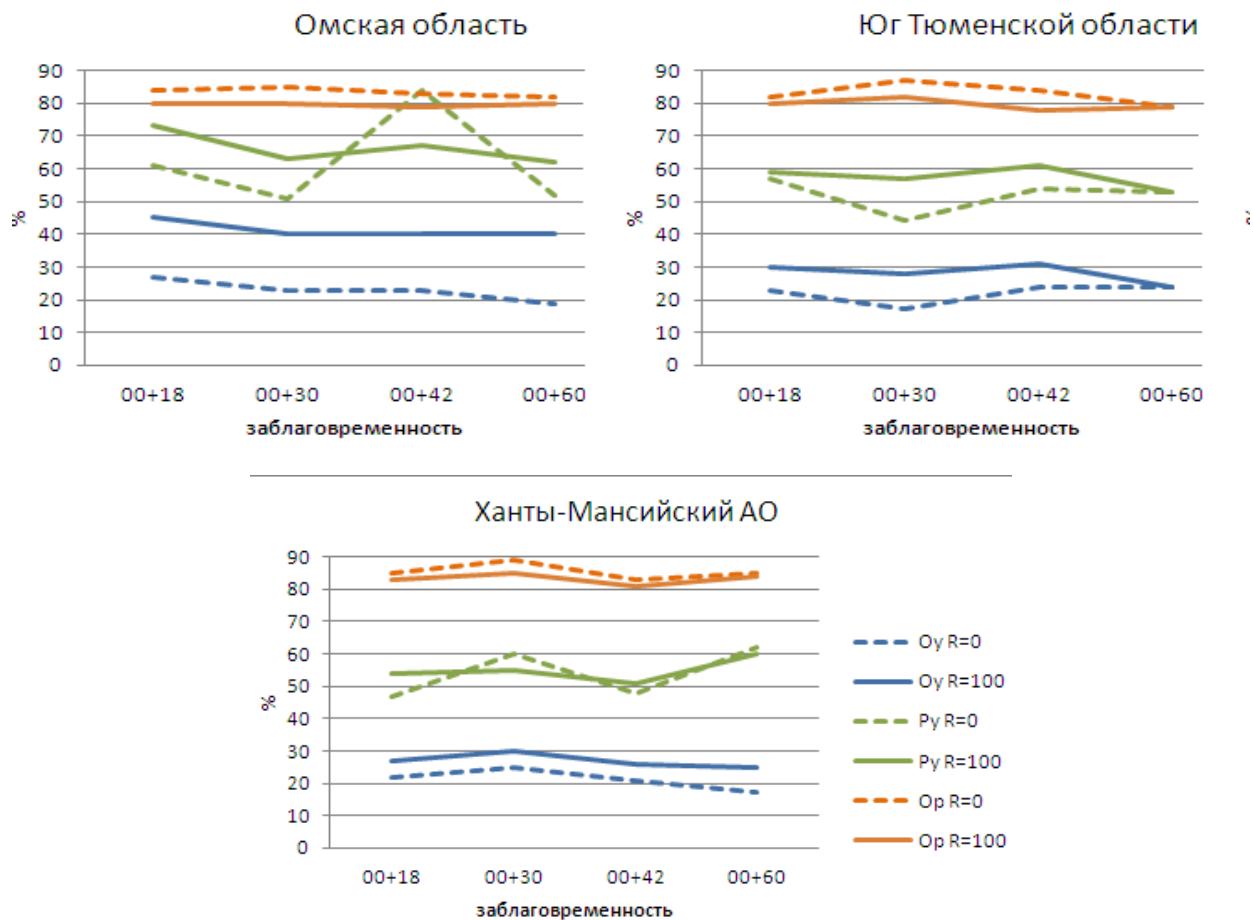 Омская область
90
80
70
60
50
40
30
20
10
0
%
00+18 00+30 00+42 00+60
заблаговременность
Юг Тюменской области
90
80
70
60
50
40
30
20
10
0
%
00+18 00+30 00+42 00+60
заблаговременность
%
Ханты-Мансийский АО
90
80
70
60
50
40
30
20
10
0
%
00+18 00+30 00+42 00+60
заблаговременность
Оу R=0
Оу R=100
Ру R=0
Ру R=100
Ор R=0
Ор R=100